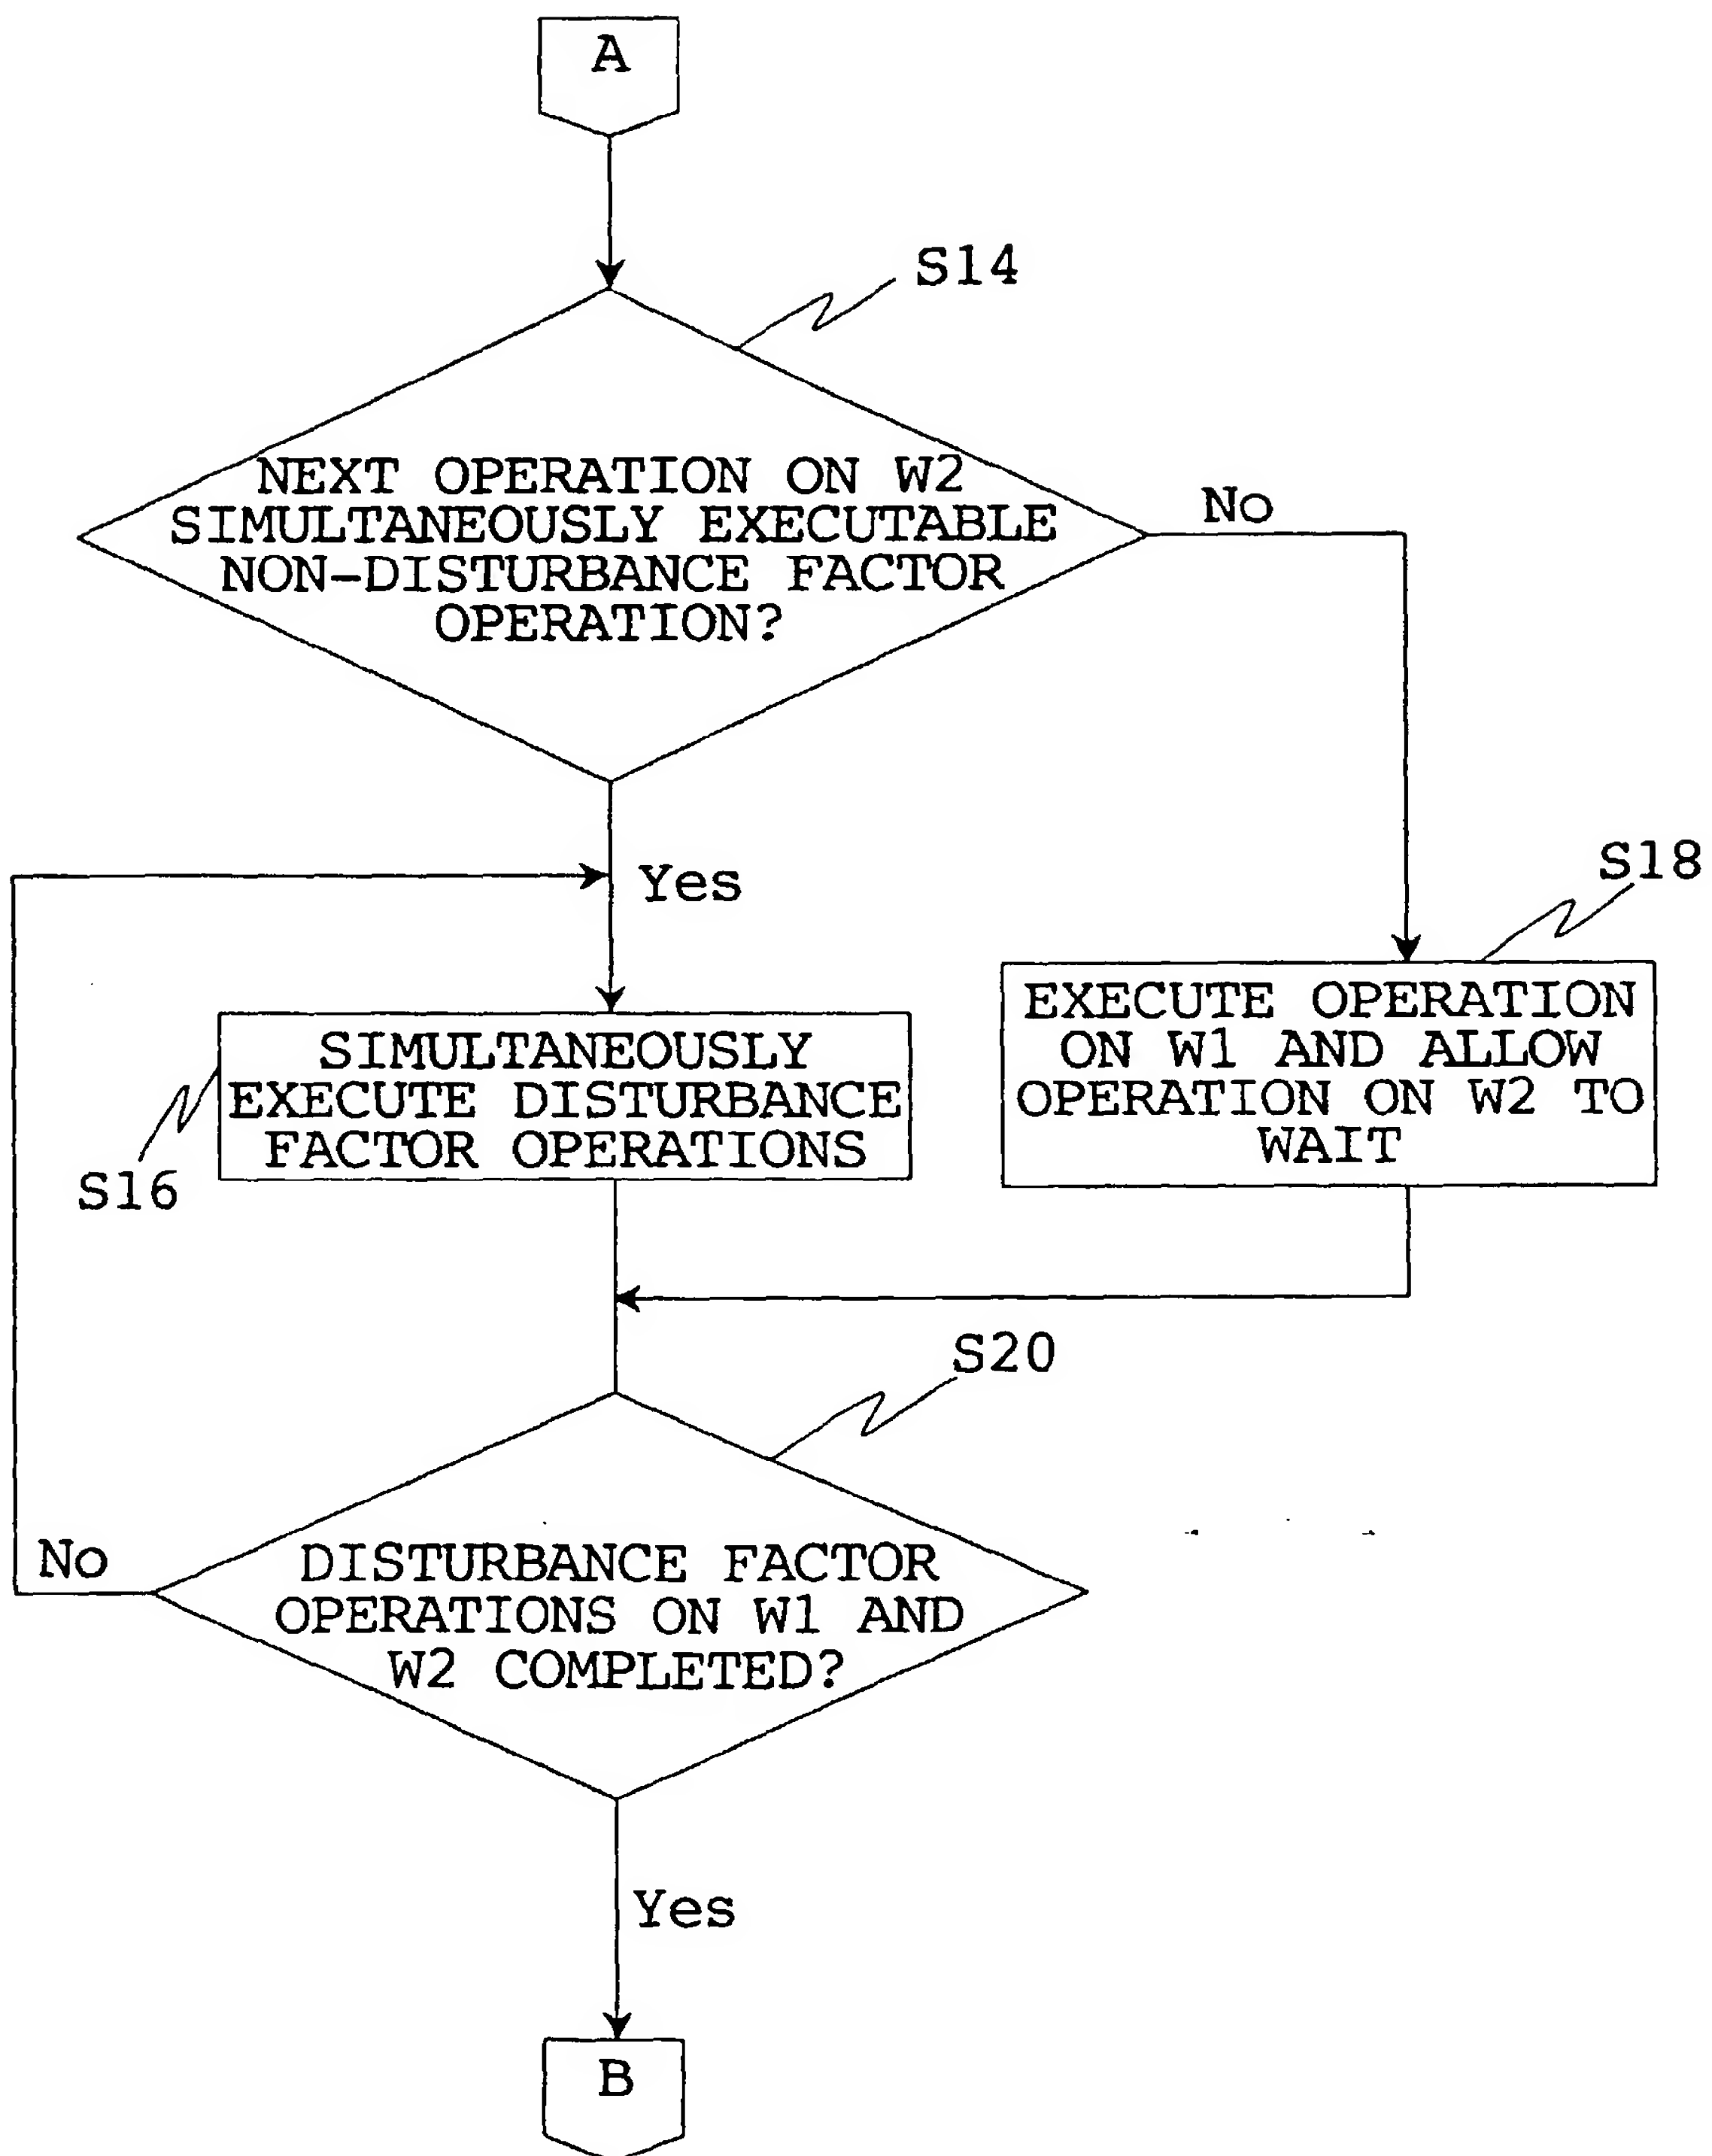 A
S14
NEXT OPERATION ON W2
SIMULTANEOUSLY EXECUTABLE
NON-DISTURBANCE FACTOR
OPERATION?
No
Yes
S18
EXECUTE OPERATION
ON W1 AND ALLOW
OPERATION ON W2 TO
WAIT
SIMULTANEOUSLY
EXECUTE DISTURBANCE
FACTOR OPERATIONS
S16
S20
No
DISTURBANCE FACTOR
OPERATIONS ON W1 AND
W2 COMPLETED?
Yes
B